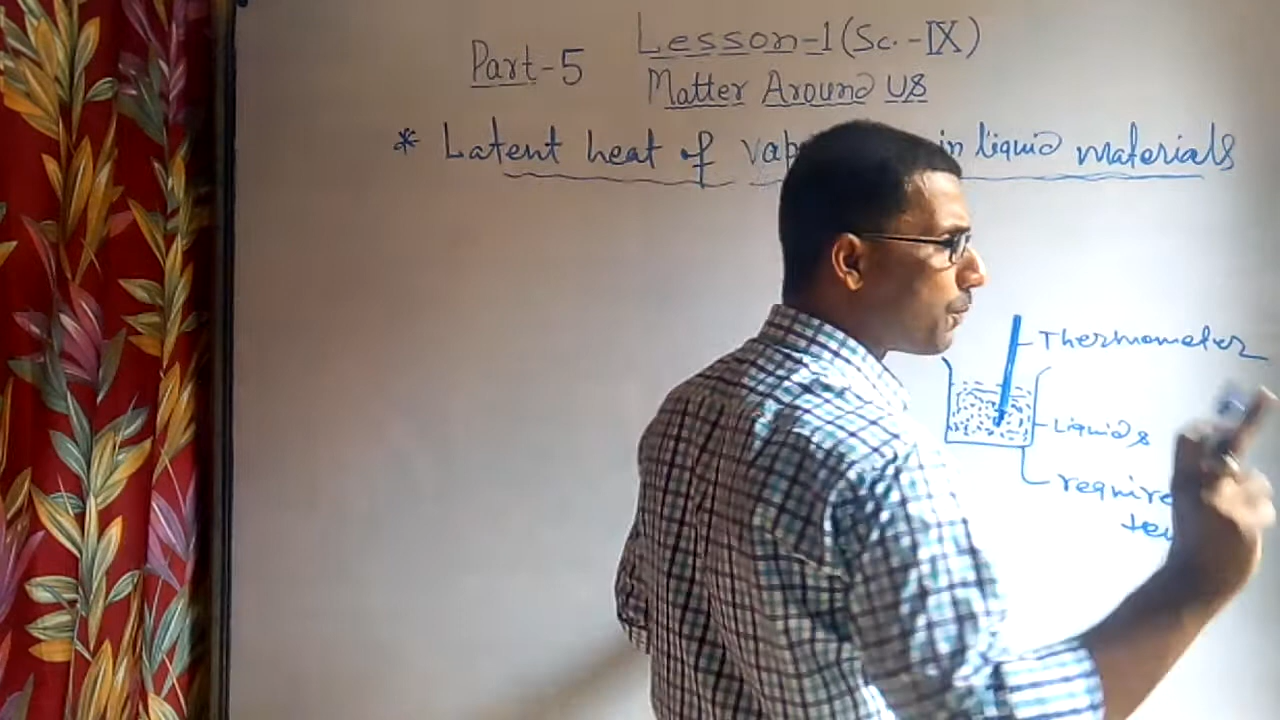 Part-5 Lesson-1 (Sc.-IX)
Matter Around us
* Latent heat of in liquid materials
Thermometer
Liquids